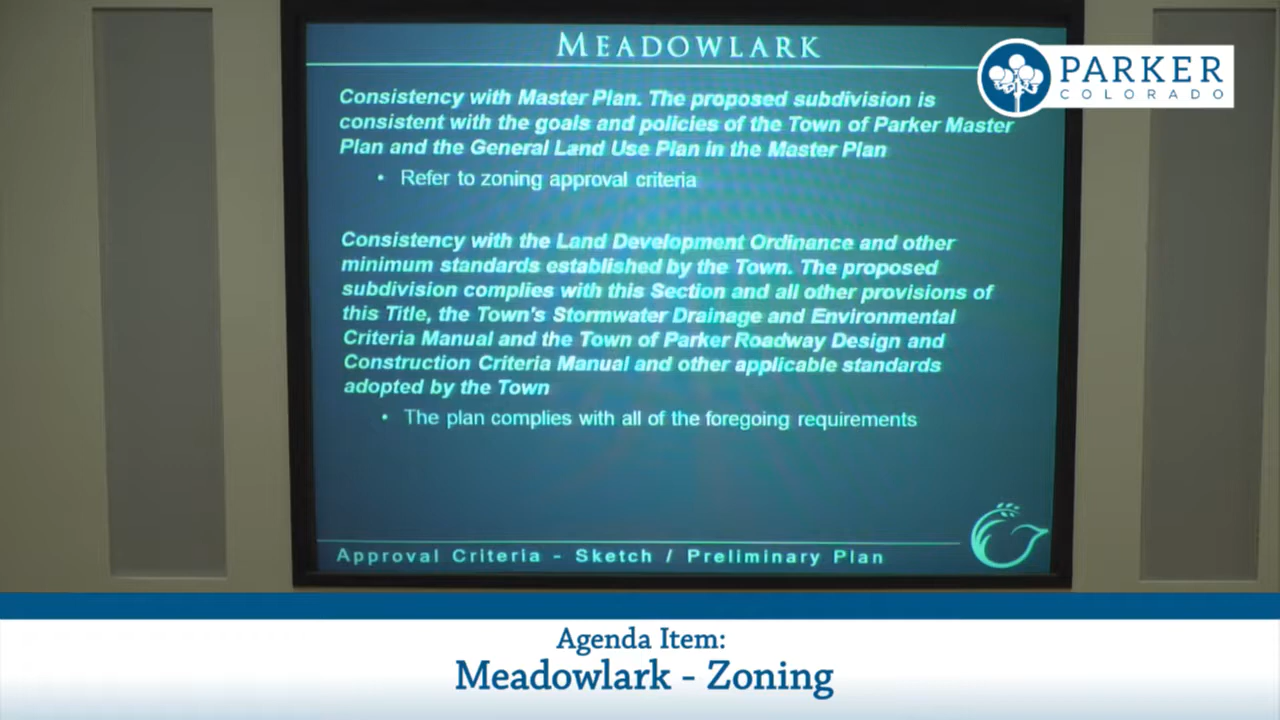 MEADOWLARK
PARKER
COLORADO
Consistency with Master Plan. The proposed subdivision is
consistent with the goals and policies of the Town of Parker Master
Plan and the General Land Use Plan in the Master Plan
• Refer to zoning approval criteria
Consistency with the Land Development Ordinance and other
minimum standards established by the Town. The proposed
subdivision complies with this Section and all other provisions of
this Title, the Town's Stormwater Drainage and Environmental
Criteria Manual and the Town of Parker Roadway Design and
Construction Criteria Manual and other applicable standards
adopted by the Town
• The plan complies with all of the foregoing requirements
Approval Criteria - Sketch / Preliminary Plan
Agenda Item:
Meadowlark - Zoning